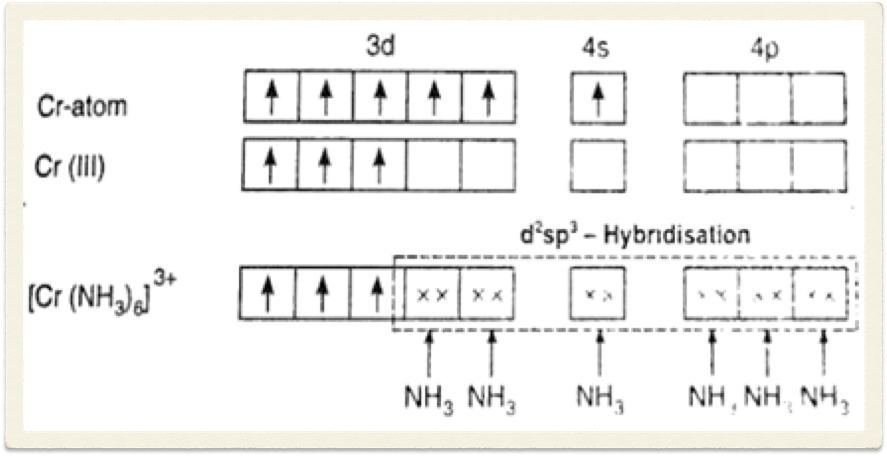 3d 4s 4p
Cr-atom
Cr (III)
d²sp³ – Hybridisation
[Cr (NH₃)₆]³⁺ ×× ×× ×× ×× ×× ××
NH₃ NH₃ NH₃ NH₃ NH₃ NH₃